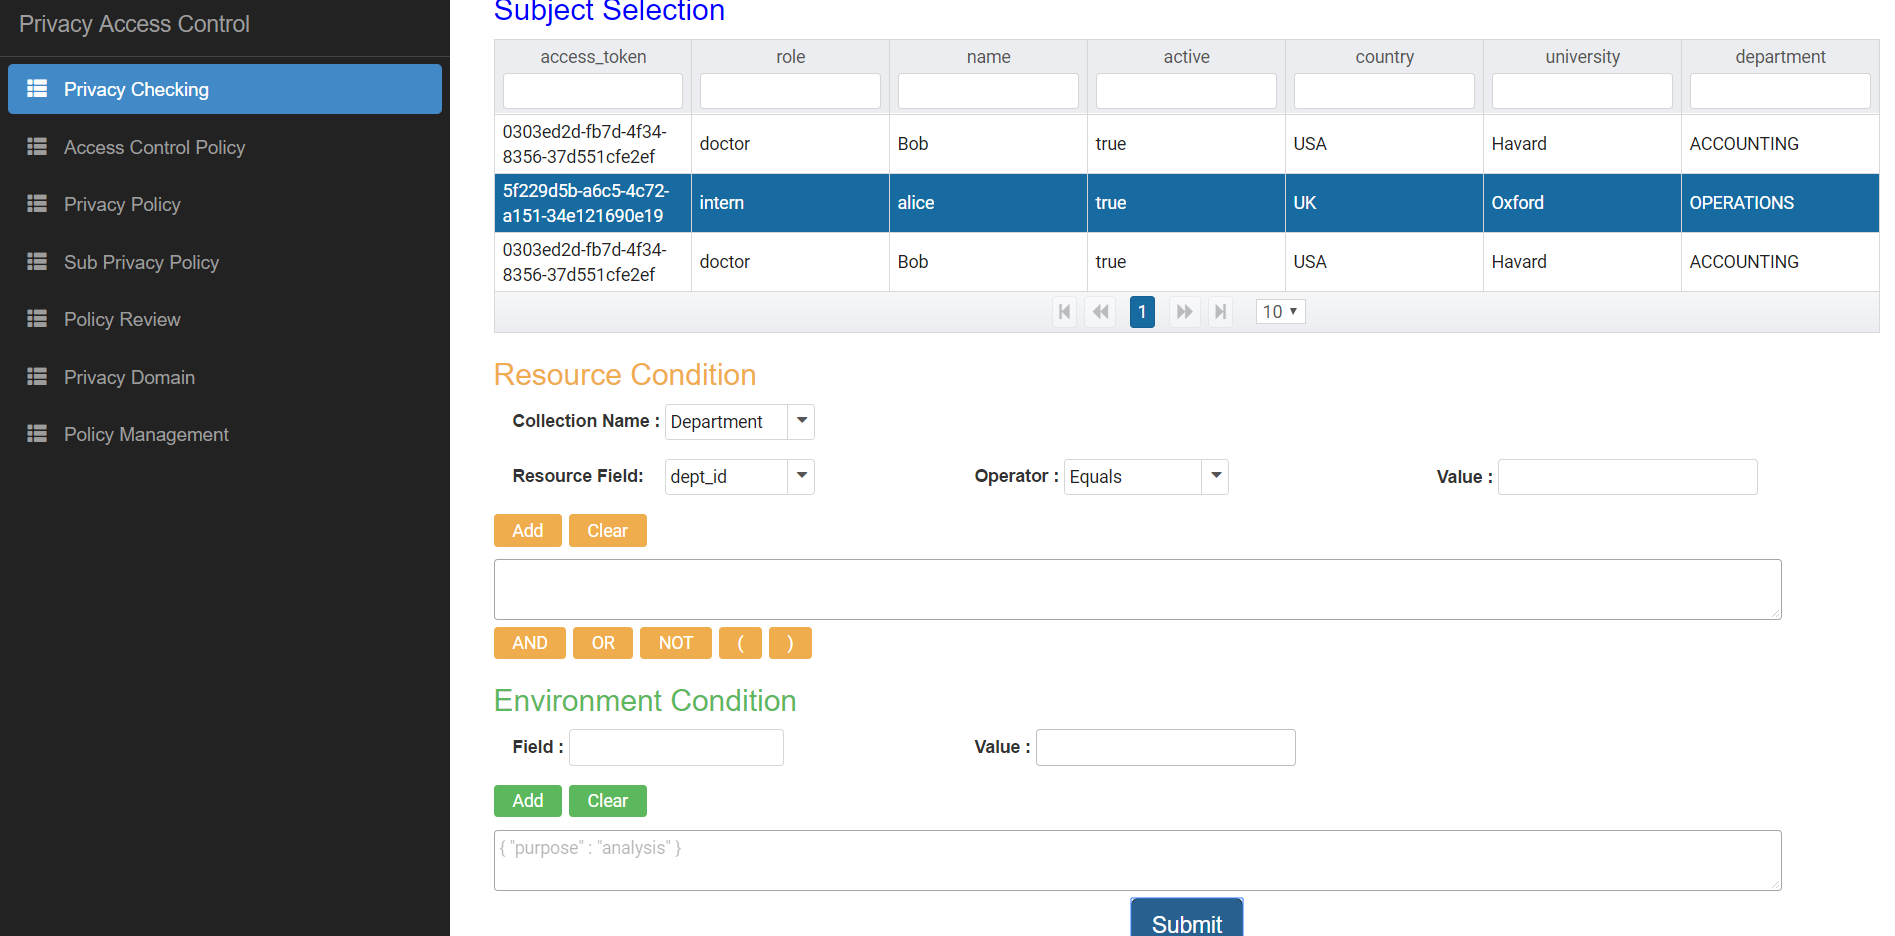 Privacy Access Control
Privacy Checking
Access Control Policy
Privacy Policy
Sub Privacy Policy
Policy Review
Privacy Domain
Policy Management
Subject Selection
access_token role name active country university department
0303ed2d-fb7d-4f34-
8356-37d551cfe2ef doctor Bob true USA Havard ACCOUNTING
5f229d5b-a6c5-4c72-
a151-34e121690e19 intern alice true UK Oxford OPERATIONS
0303ed2d-fb7d-4f34-
8356-37d551cfe2ef doctor Bob true USA Havard ACCOUNTING
1 10
Resource Condition
Collection Name : Department
Resource Field: dept_id Operator : Equals Value :
Add Clear
AND OR NOT ( )
Environment Condition
Field : Value :
Add Clear
{ "purpose" : "analysis" }
Submit